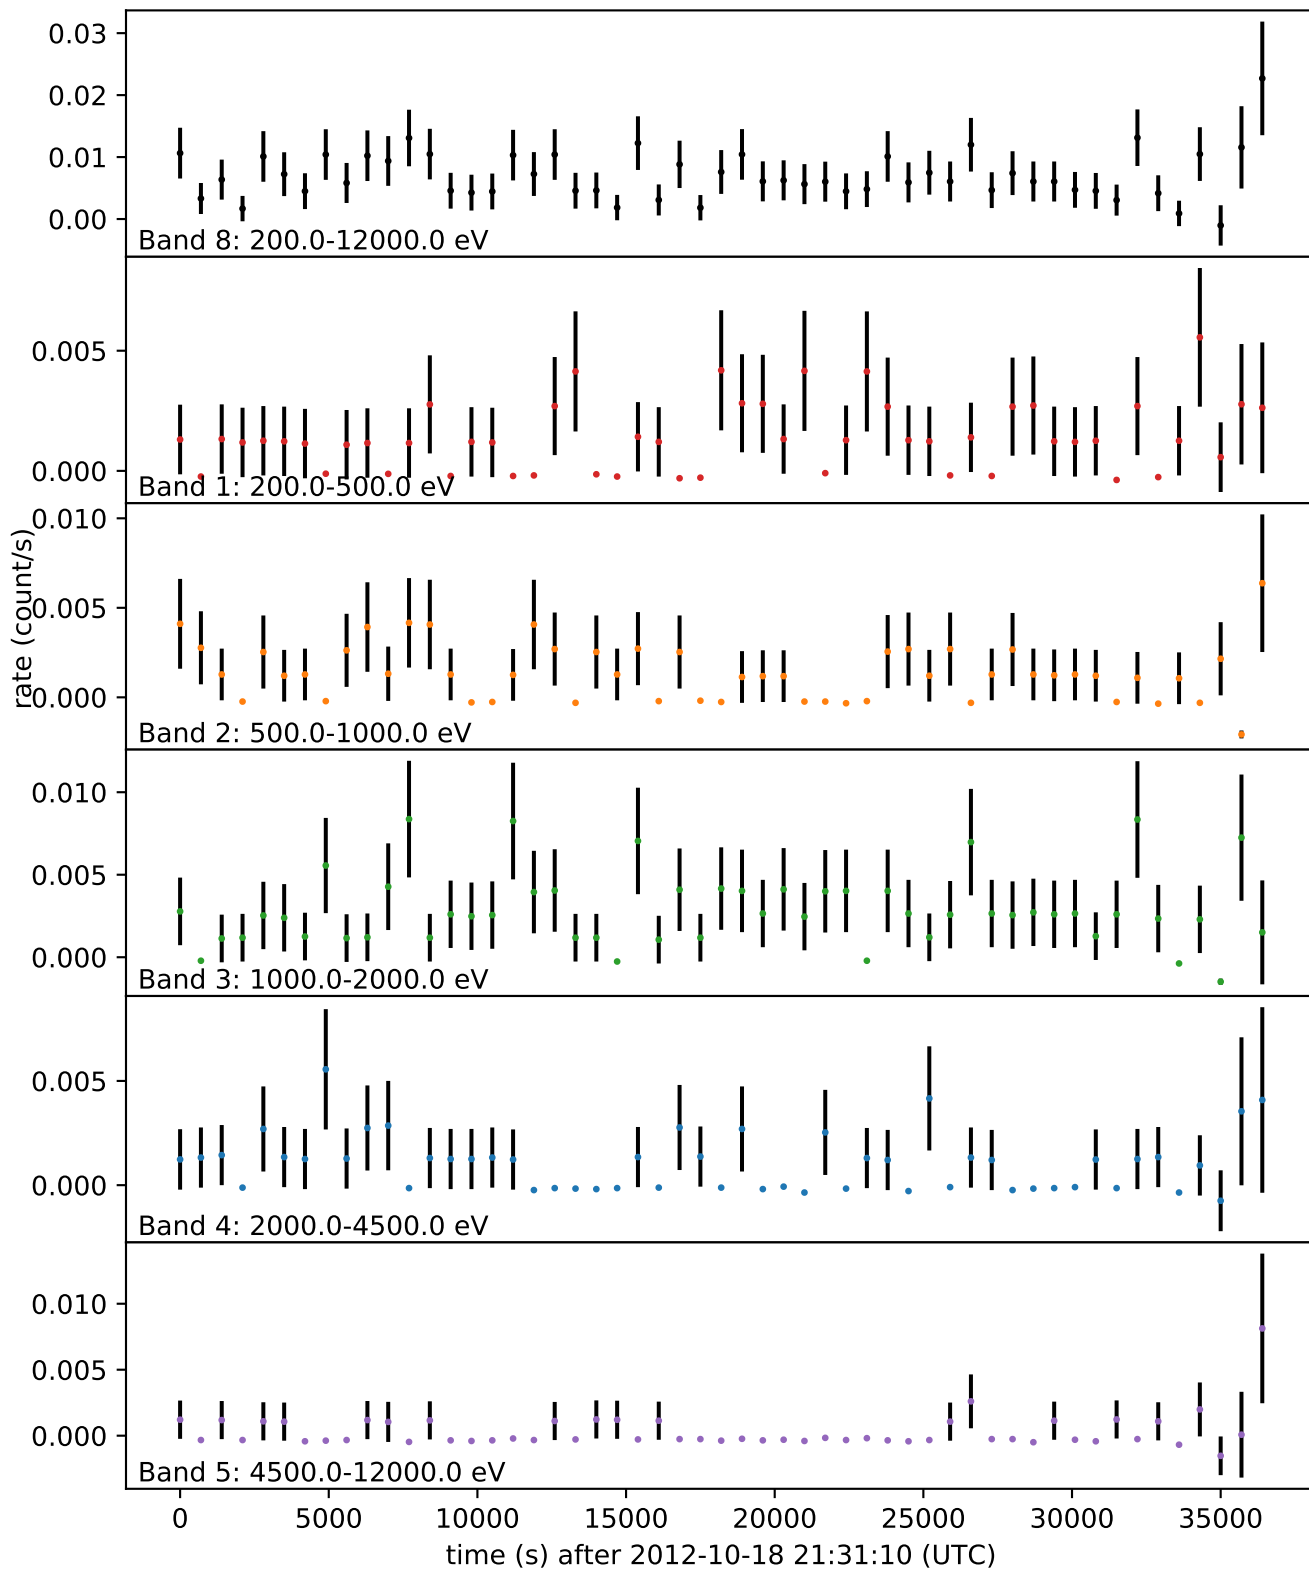 0.03
0.02
0.01
0.00
Band 8: 200.0-12000.0 eV
0.005
0.000
Band 1: 200.0-500.0 eV
rate (count/s)
0.010
0.005
0.000
Band 2: 500.0-1000.0 eV
0.010
0.005
0.000
Band 3: 1000.0-2000.0 eV
0.005
0.000
Band 4: 2000.0-4500.0 eV
0.010
0.005
0.000
Band 5: 4500.0-12000.0 eV
0 5000 10000 15000 20000 25000 30000 35000
time (s) after 2012-10-18 21:31:10 (UTC)